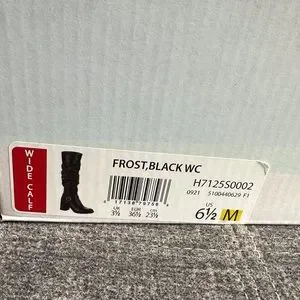 WIDE CALF
FROST,BLACK WC
H7125S0002
0921 5100440629 F1
UK EUR CM US
3½ 36½ 23½ 6½ M